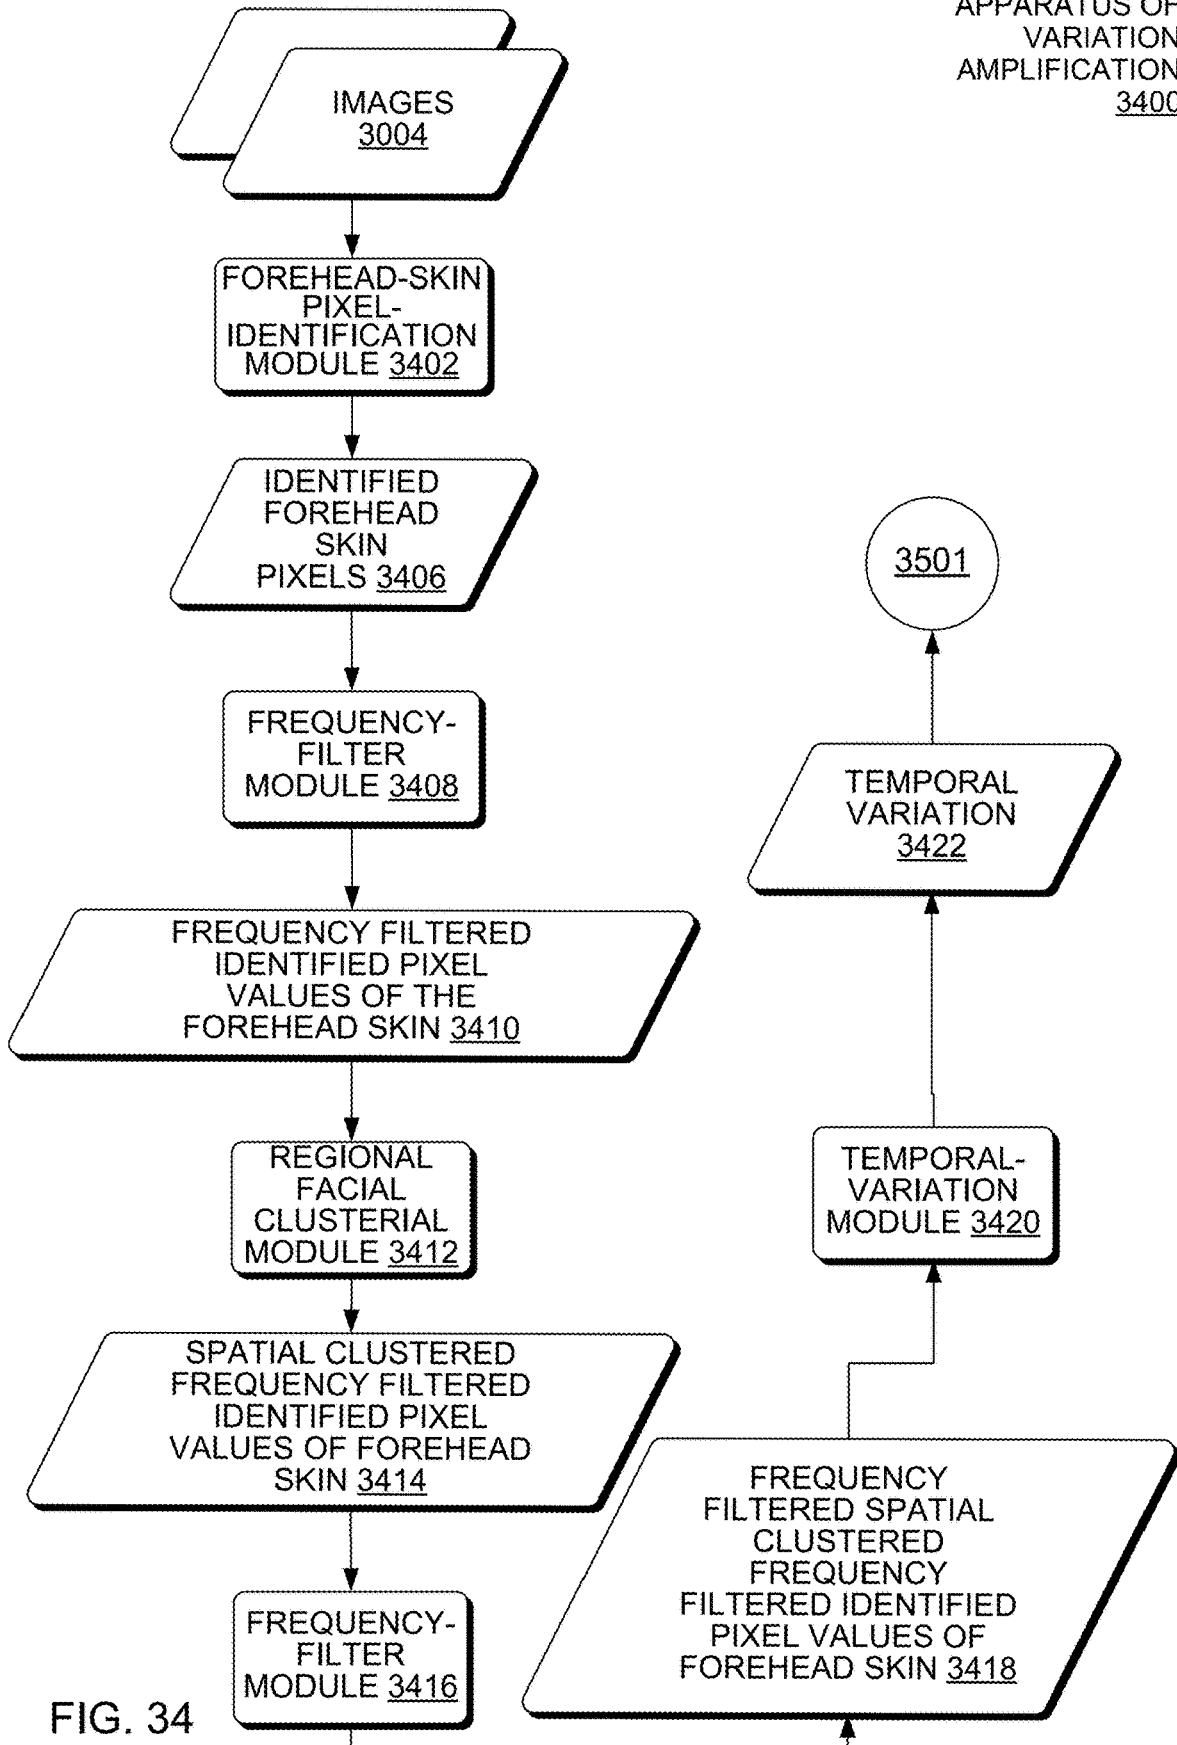 APPARATUS OF
VARIATION
AMPLIFICATION
3400
IMAGES
3004
FOREHEAD-SKIN
PIXEL-
IDENTIFICATION
MODULE 3402
IDENTIFIED
FOREHEAD
SKIN
PIXELS 3406
FREQUENCY-
FILTER
MODULE 3408
FREQUENCY FILTERED
IDENTIFIED PIXEL
VALUES OF THE
FOREHEAD SKIN 3410
REGIONAL
FACIAL
CLUSTERIAL
MODULE 3412
SPATIAL CLUSTERED
FREQUENCY FILTERED
IDENTIFIED PIXEL
VALUES OF FOREHEAD
SKIN 3414
FREQUENCY-
FILTER
MODULE 3416
FREQUENCY
FILTERED SPATIAL
CLUSTERED
FREQUENCY
FILTERED IDENTIFIED
PIXEL VALUES OF
FOREHEAD SKIN 3418
TEMPORAL-
VARIATION
MODULE 3420
TEMPORAL
VARIATION
3422
3501
FIG. 34